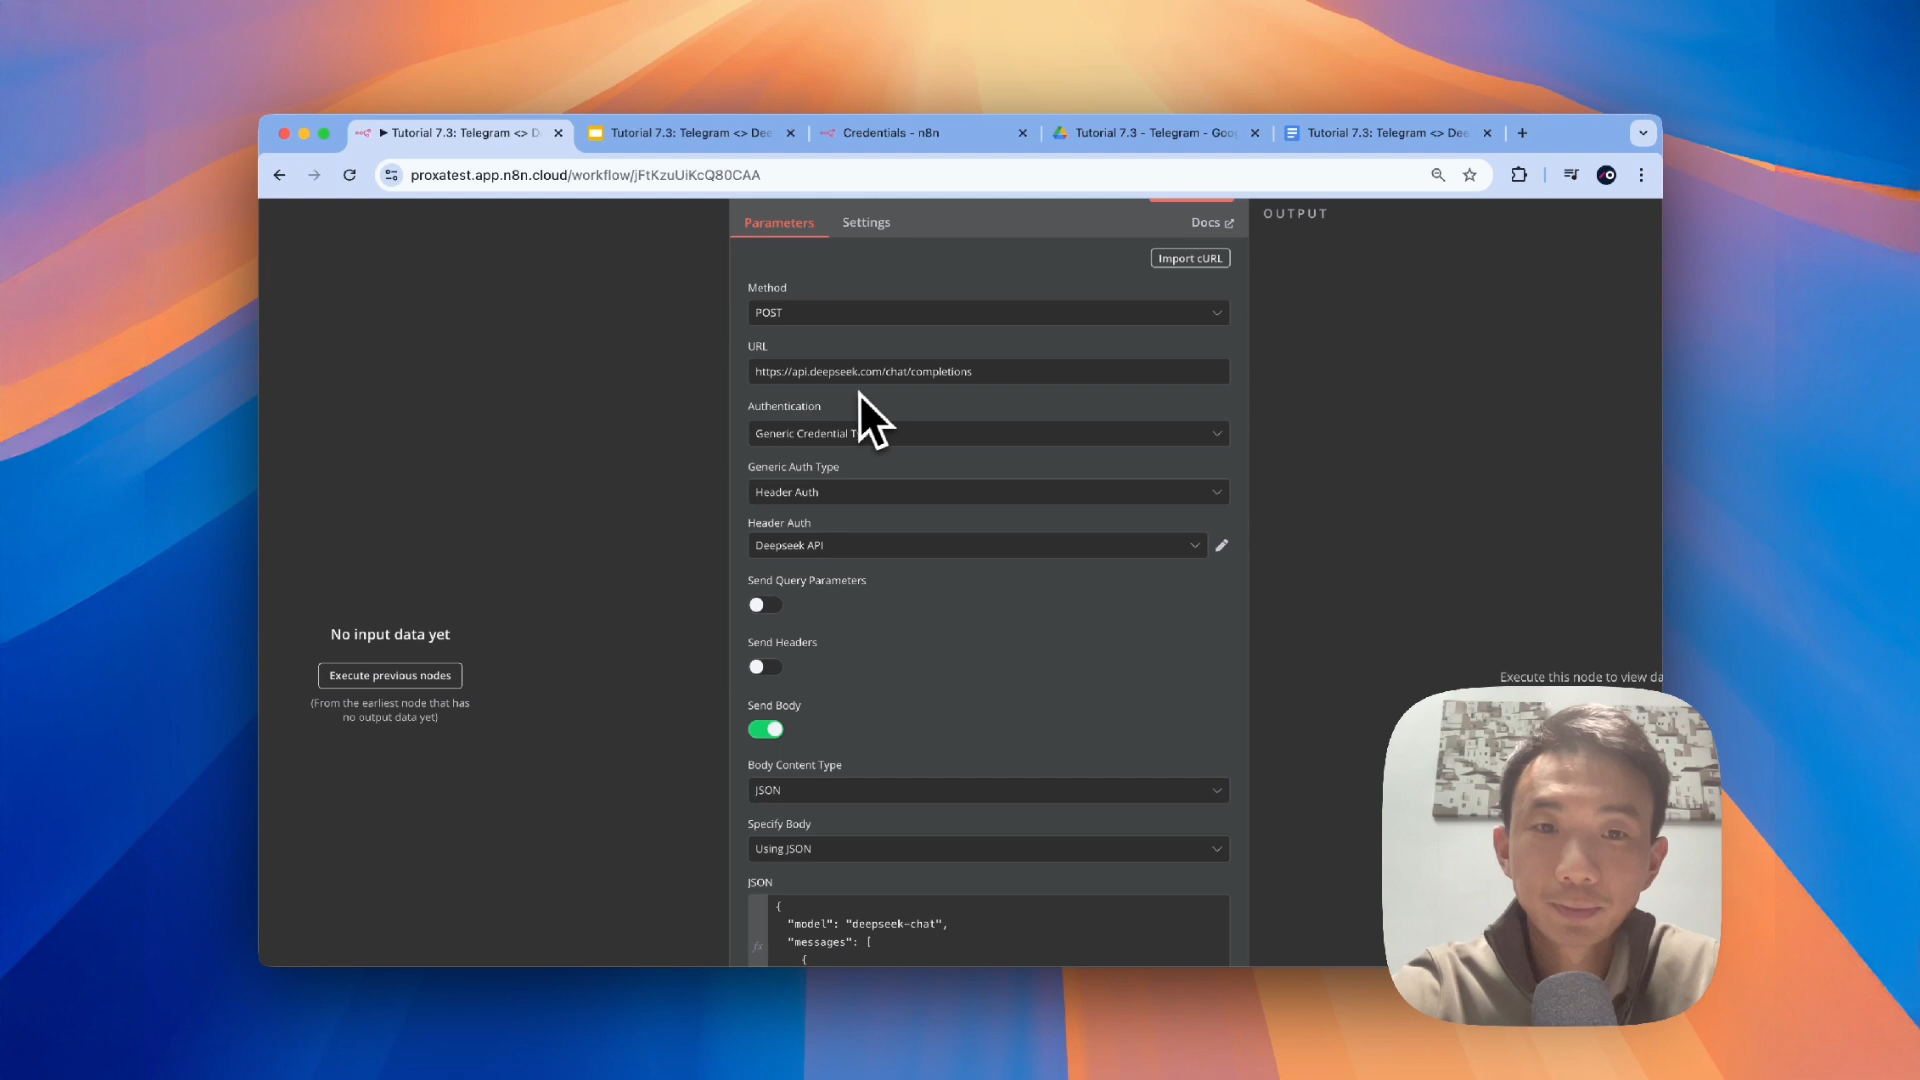 ▶ Tutorial 7.3: Telegram <> D
Tutorial 7.3: Telegram <> Dee
Credentials - n8n
Tutorial 7.3 - Telegram - Goo
Tutorial 7.3: Telegram <> Dee
proxatest.app.n8n.cloud/workflow/jFtKzuUiKcQ80CAA
Parameters
Settings
Docs
OUTPUT
Import cURL
Method
POST
URL
https://api.deepseek.com/chat/completions
Authentication
Generic Credential T
Generic Auth Type
Header Auth
Header Auth
Deepseek API
Send Query Parameters
Send Headers
Send Body
Body Content Type
JSON
Specify Body
Using JSON
JSON
fx
{
"model": "deepseek-chat",
"messages": [
{
No input data yet
Execute previous nodes
(From the earliest node that has
no output data yet)
Execute this node to view da